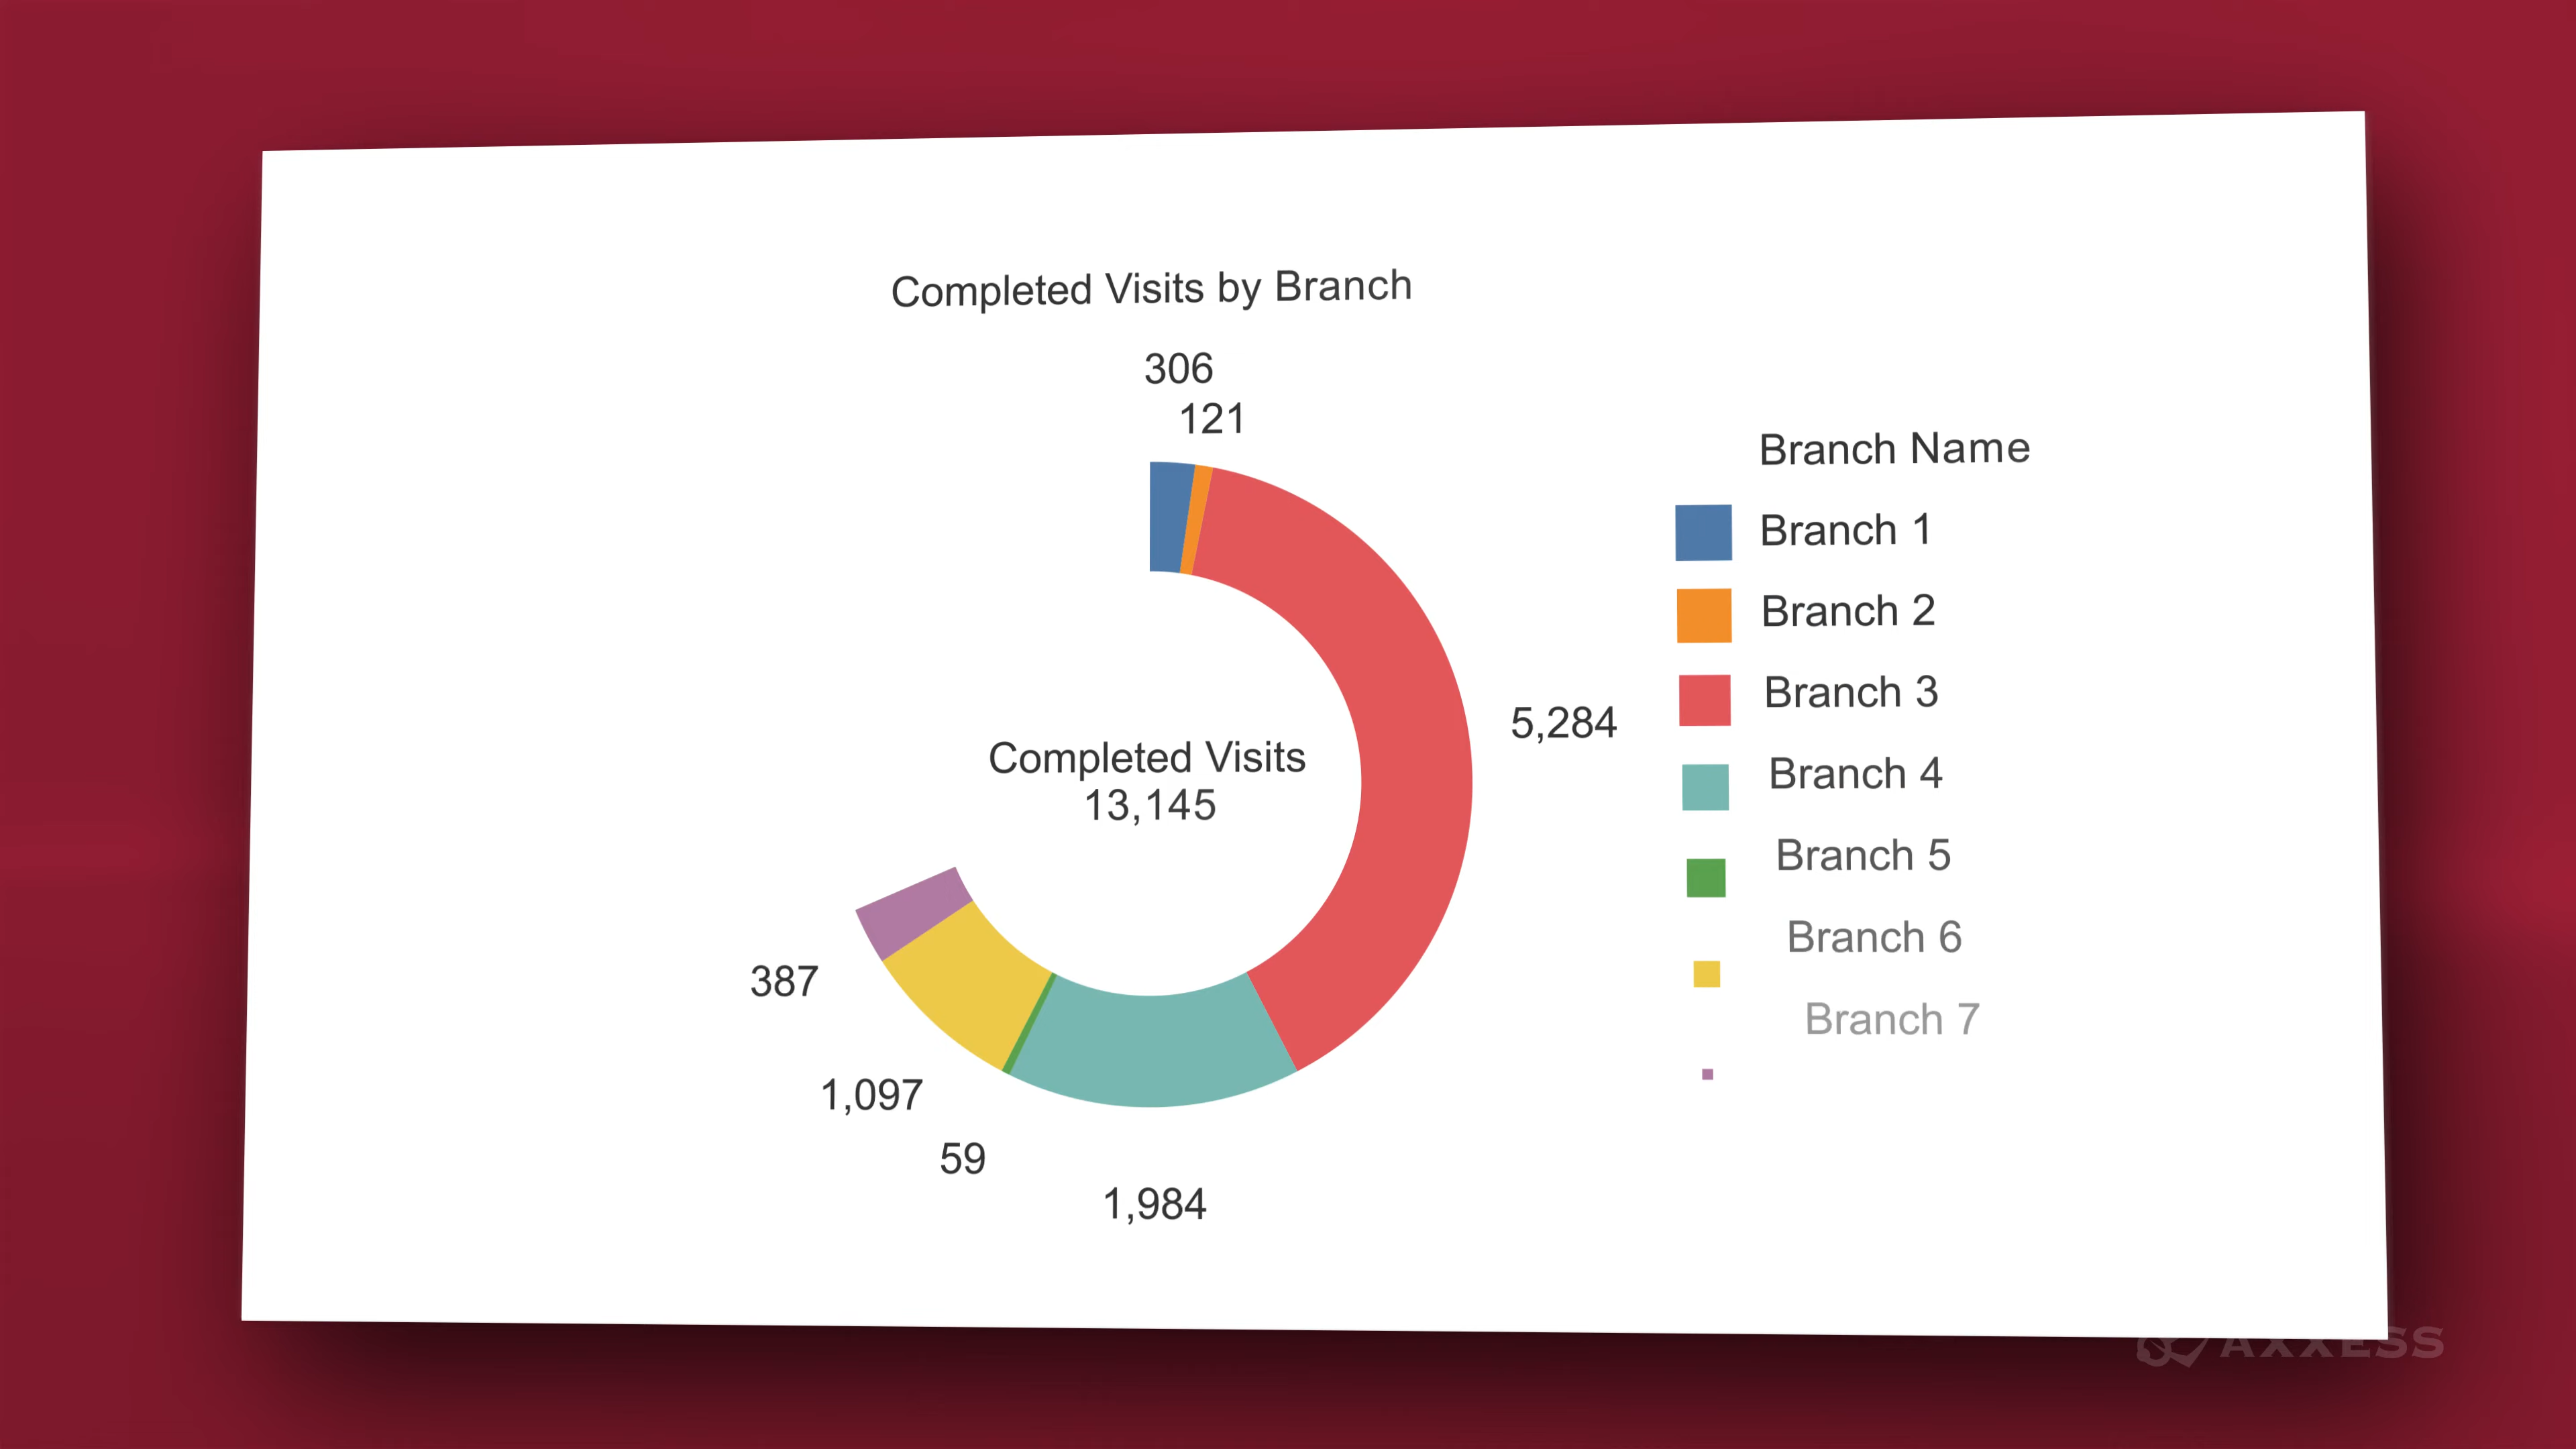 Completed Visits by Branch
306
121
5,284
Completed Visits
13,145
387
1,097
59
1,984
Branch Name
Branch 1
Branch 2
Branch 3
Branch 4
Branch 5
Branch 6
Branch 7
AXXESS